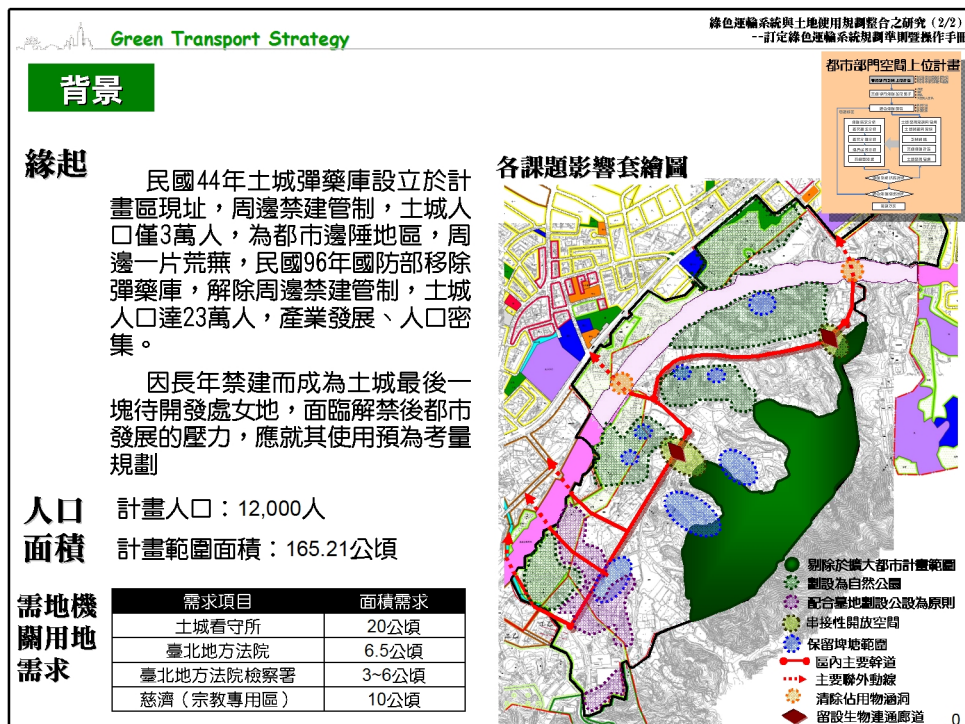 Green Transport Strategy
綠色運輸系統與土地使用規劃整合之研究(2/2)
--訂定綠色運輸系統規劃準則暨操作手冊
都市部門空間上位計畫
背景
緣起
民國44年土城彈藥庫設立於計
畫區現址，周邊禁建管制，土城人
口僅3萬人，為都市邊陲地區，周
邊一片荒蕪，民國96年國防部移除
彈藥庫，解除周邊禁建管制，土城
人口達23萬人，產業發展、人口密
集。
因長年禁建而成為土城最後一
塊待開發處女地，面臨解禁後都市
發展的壓力，應就其使用預為考量
規劃
人口
面積
計畫人口：12,000人
計畫範圍面積：165.21公頃
需地機
關用地
需求
需求項目 面積需求
土城看守所 20公頃
臺北地方法院 6.5公頃
臺北地方法院檢察署 3~6公頃
慈濟（宗教專用區） 10公頃
各課題影響套繪圖
剔除於擴大都市計畫範圍
劃設為自然公園
配合墓地劃設公設為原則
串接性開放空間
保留埤塘範圍
區內主要幹道
主要聯外動線
清除佔用物涵洞
留設生物連通廊道
0